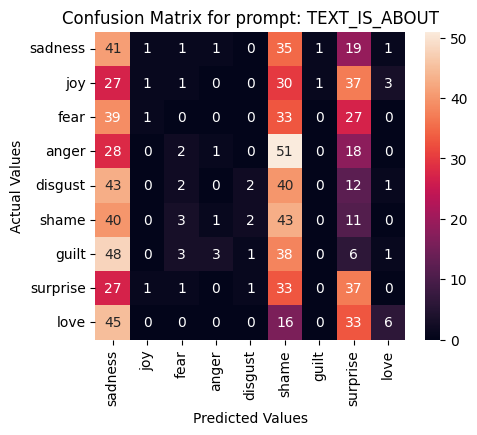 Confusion Matrix for prompt: TEXT_IS_ABOUT
sadness 41 1 1 1 0 35 1 19 1
joy 27 1 1 0 0 30 1 37 3
fear 39 1 0 0 0 33 0 27 0
anger 28 0 2 1 0 51 0 18 0
disgust 43 0 2 0 2 40 0 12 1
shame 40 0 3 1 2 43 0 11 0
guilt 48 0 3 3 1 38 0 6 1
surprise 27 1 1 0 1 33 0 37 0
love 45 0 0 0 0 16 0 33 6
sadness joy fear anger disgust shame guilt surprise love
Predicted Values
Actual Values
50
40
30
20
10
0